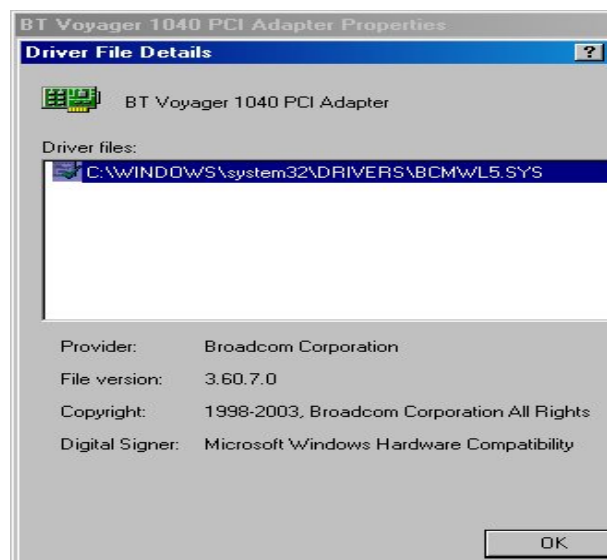 BT Voyager 1040 PCI Adapter Properties
Driver File Details
?
BT Voyager 1040 PCI Adapter
Driver files:
C:\WINDOWS\system32\DRIVERS\BCMWL5.SYS
Provider: Broadcom Corporation
File version: 3.60.7.0
Copyright: 1998-2003, Broadcom Corporation All Rights
Digital Signer: Microsoft Windows Hardware Compatibility
OK